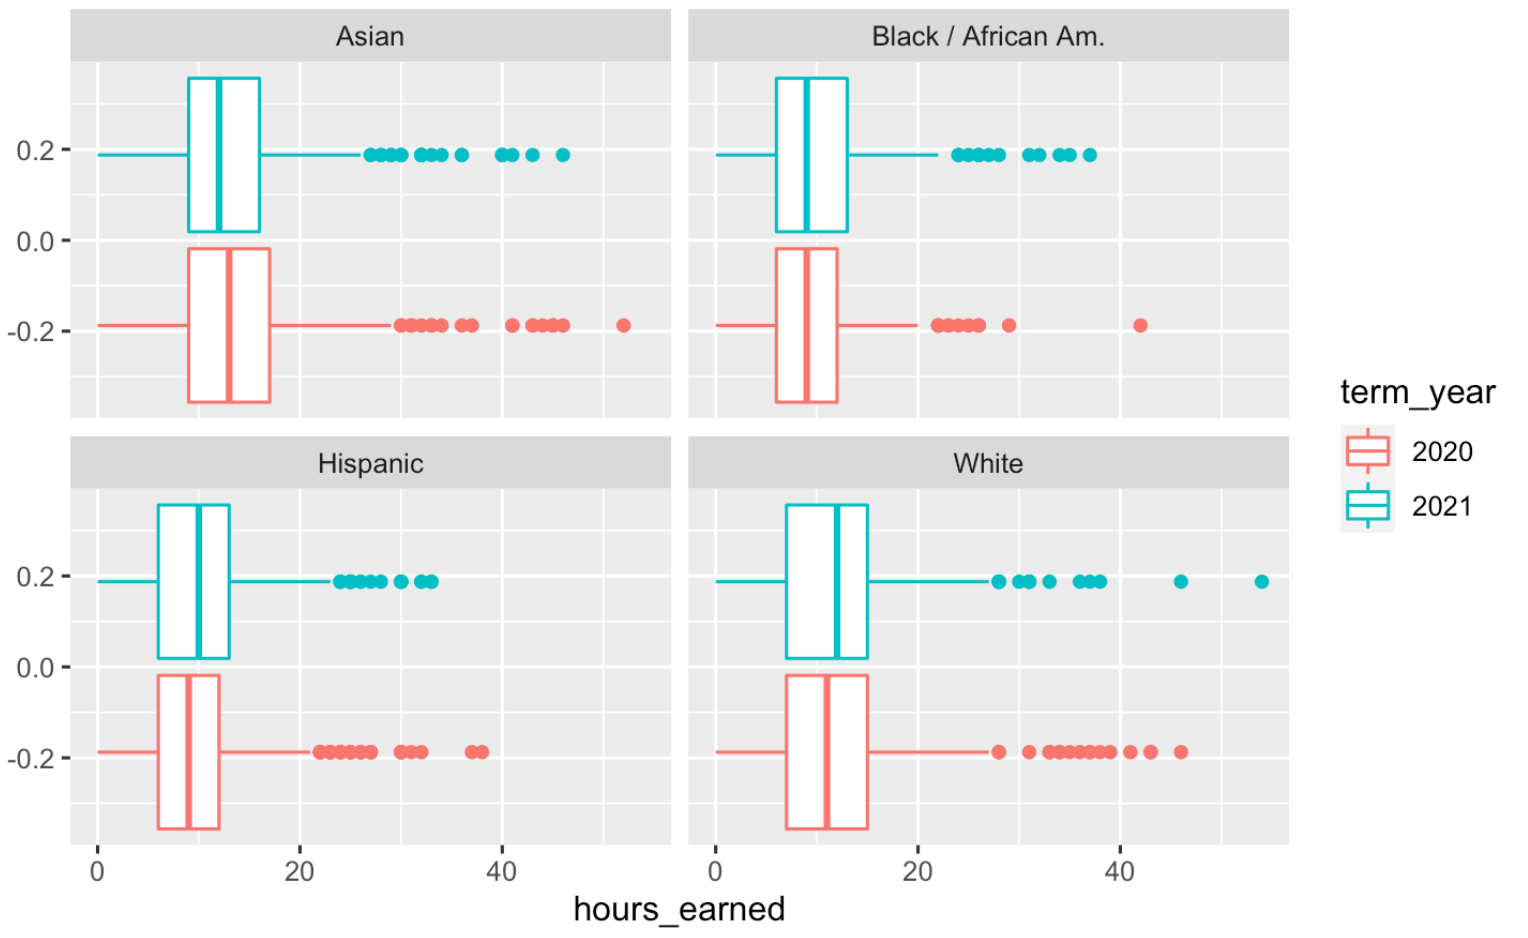 Asian
Black / African Am.
0.2
0.0
-0.2
Hispanic
White
0.2
0.0
-0.2
0 20 40
0 20 40
hours_earned
term_year
2020
2021